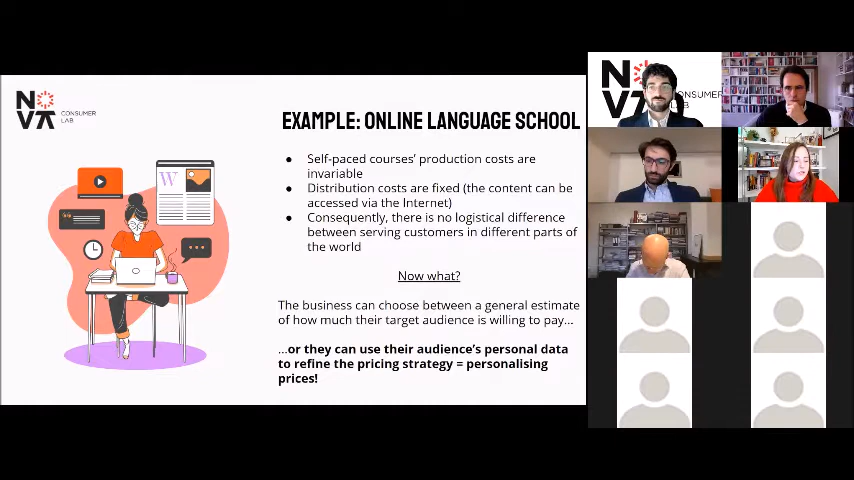 NOVA
CONSUMER
LAB
EXAMPLE: ONLINE LANGUAGE SCHOOL
● Self-paced courses' production costs are
invariable
● Distribution costs are fixed (the content can be
accessed via the Internet)
● Consequently, there is no logistical difference
between serving customers in different parts of
the world
Now what?
The business can choose between a general estimate
of how much their target audience is willing to pay...
...or they can use their audience's personal data
to refine the pricing strategy = personalising
prices!
W
NOVA
CONSUMER
LAB